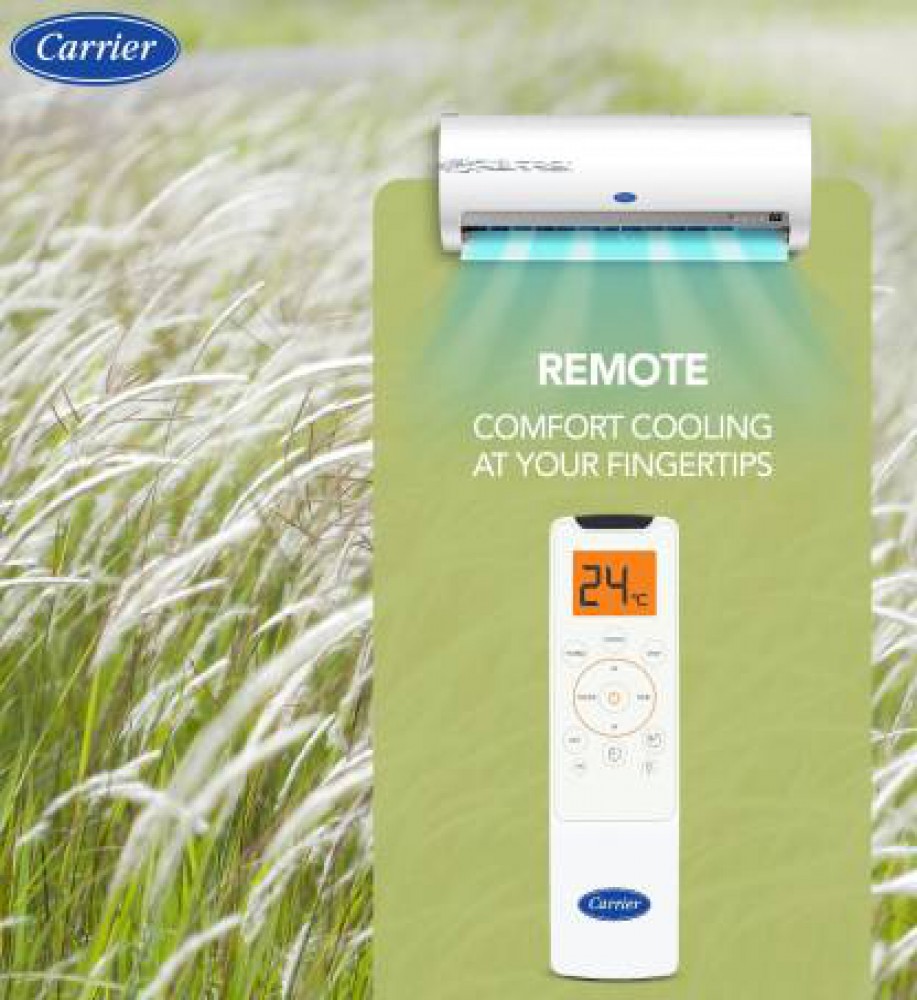 Carrier
REMOTE
COMFORT COOLING
AT YOUR FINGERTIPS
24°C
Carrier